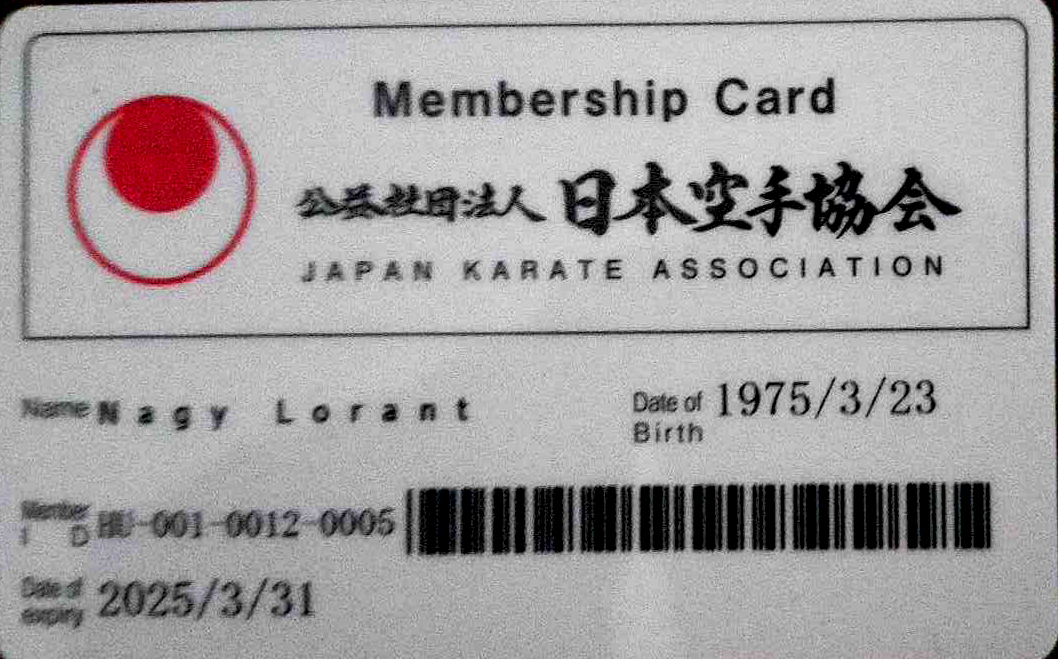 Membership Card
公益社団法人 日本空手協会
JAPAN KARATE ASSOCIATION
Name Nagy Lorant
Date of Birth 1975/3/23
Member ID HU-001-0012-0005
Date of expiry 2025/3/31